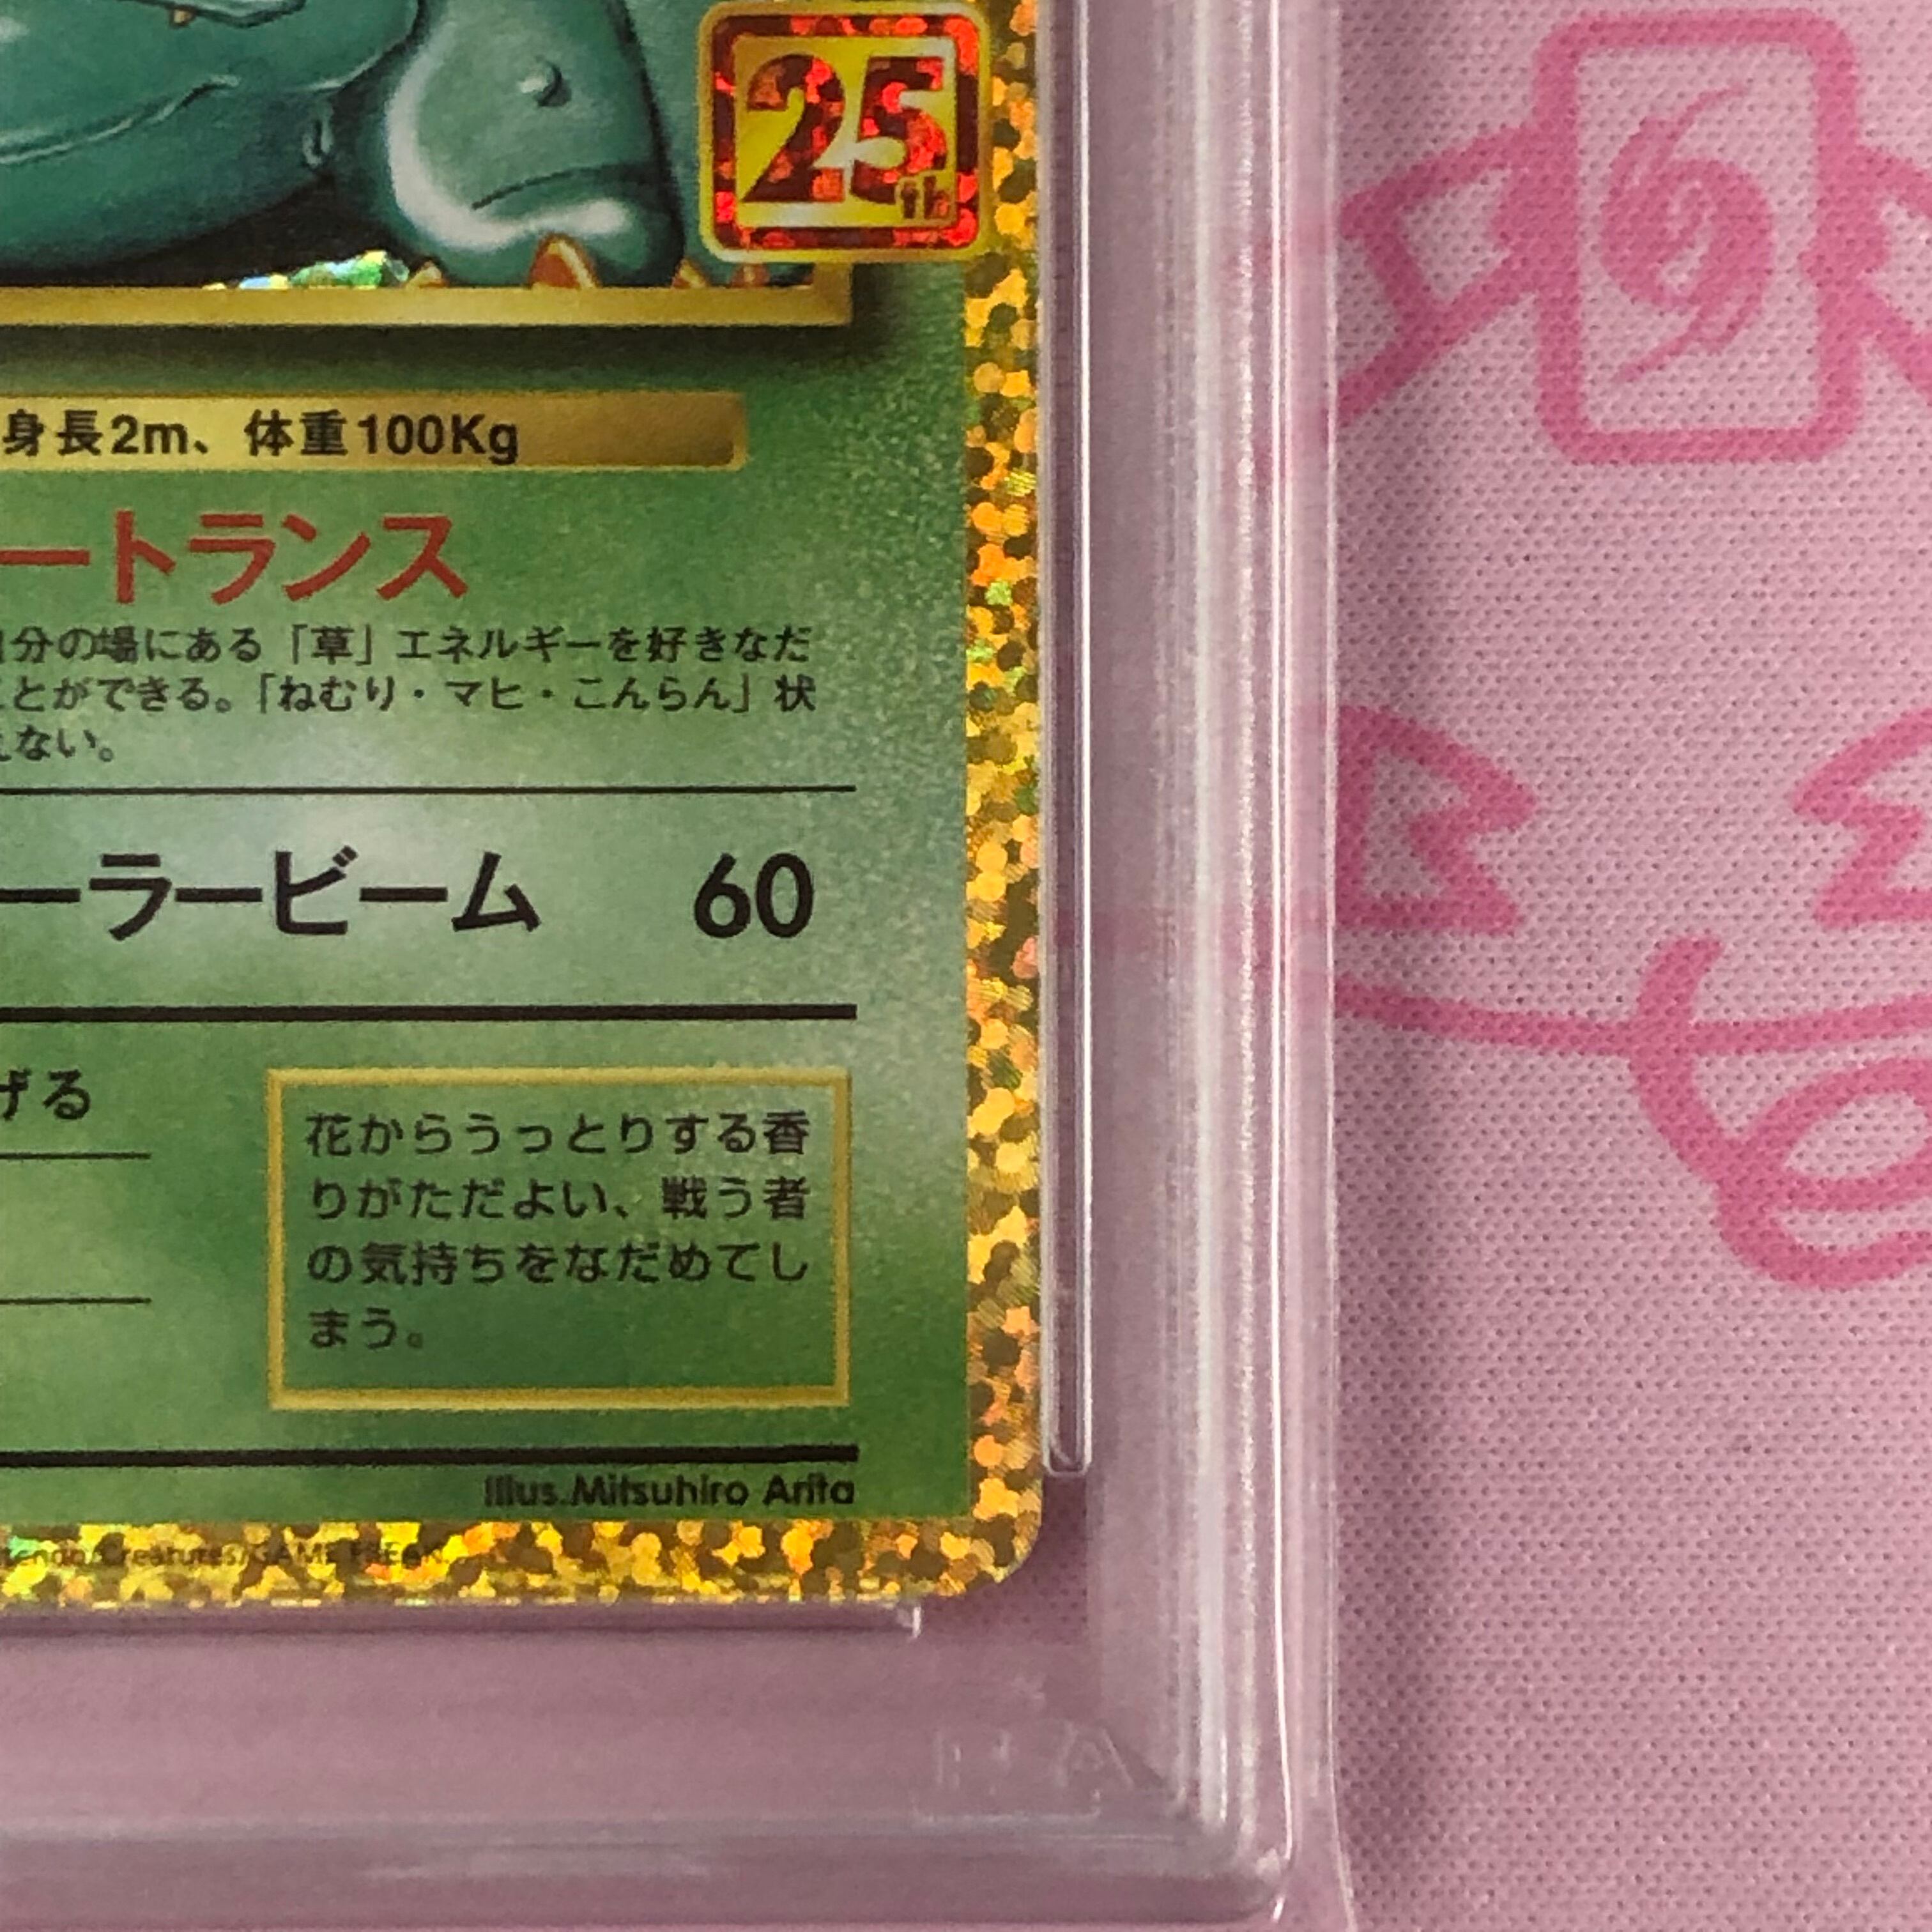 25th
身長2m、体重100Kg
ートランス
分の場にある「草」エネルギーを好きなだ
とができる。「ねむり・マヒ・こんらん」状
ない。
ーラービーム 60
げる
花からうっとりする香
りがただよい、戦う者
の気持ちをなだめてし
まう。
Illus.Mitsuhiro Arita
tendo/Creatures/GAME FREAK.